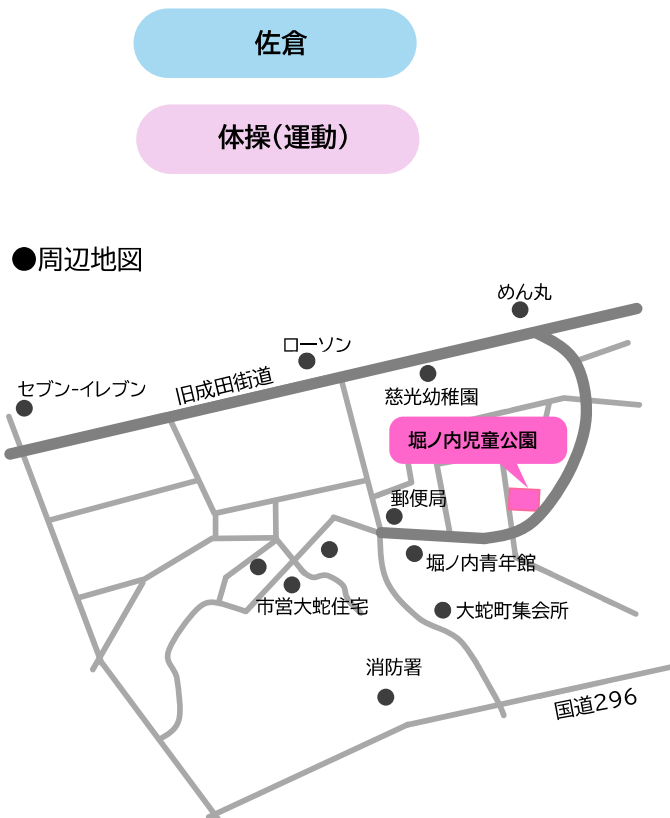 佐倉
体操(運動)
●周辺地図
めん丸
ローソン
旧成田街道
セブン-イレブン
慈光幼稚園
堀ノ内児童公園
郵便局
堀ノ内青年館
市営大蛇住宅
大蛇町集会所
消防署
国道296